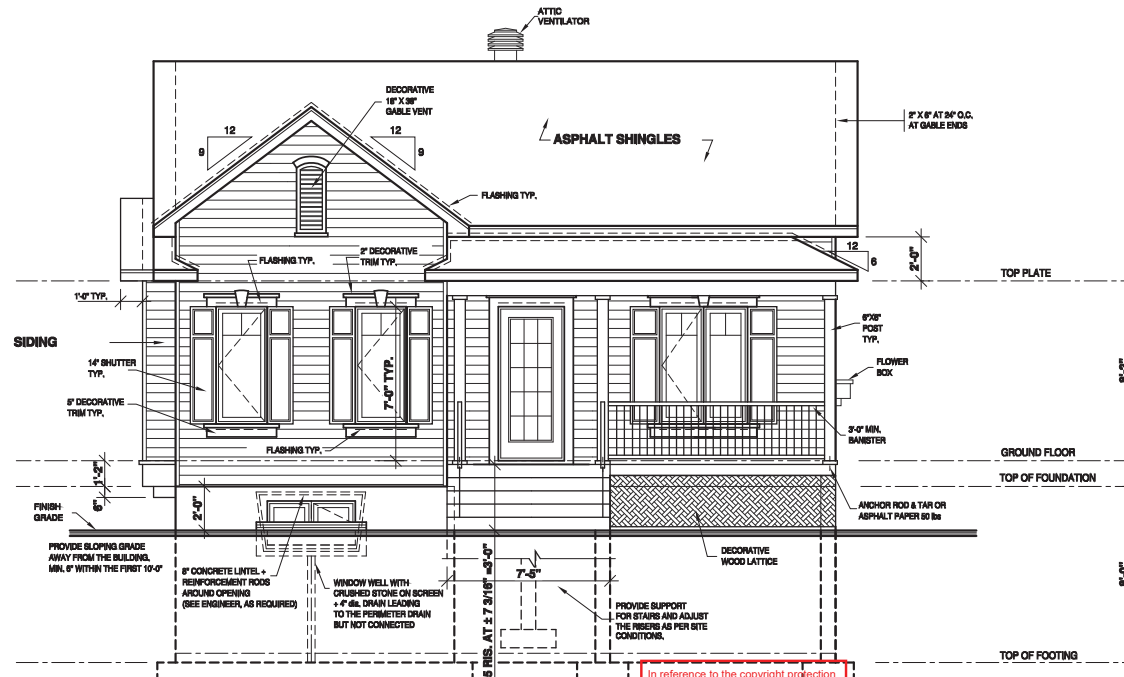 ATTIC
VENTILATOR
DECORATIVE
18" X 36"
GABLE VENT
12
9
12
9
ASPHALT SHINGLES
2" X 6" AT 24" O.C.
AT GABLE ENDS
FLASHING TYP.
2" DECORATIVE
TRIM TYP.
FLASHING TYP.
12
6
2'-0"
TOP PLATE
1'-0" TYP.
SIDING
14" SHUTTER
TYP.
5" DECORATIVE
TRIM TYP.
7'-0" TYP.
FLASHING TYP.
6"X6"
POST
TYP.
FLOWER
BOX
3'-0" MIN.
BANISTER
GROUND FLOOR
1'-2"
TOP OF FOUNDATION
6"
2'-0"
FINISH
GRADE
ANCHOR ROD & TAR OR
ASPHALT PAPER 50 lbs
PROVIDE SLOPING GRADE
AWAY FROM THE BUILDING,
MIN. 6" WITHIN THE FIRST 10'-0"
8" CONCRETE LINTEL +
REINFORCEMENT RODS
AROUND OPENING
(SEE ENGINEER, AS REQUIRED)
WINDOW WELL WITH
CRUSHED STONE ON SCREEN
+ 4" dia. DRAIN LEADING
TO THE PERIMETER DRAIN
BUT NOT CONNECTED
5 RIS. AT ± 7 3/16" =3'-0"
7'-5"
DECORATIVE
WOOD LATTICE
PROVIDE SUPPORT
FOR STAIRS AND ADJUST
THE RISERS AS PER SITE
CONDITIONS.
TOP OF FOOTING
In reference to the copyright protection